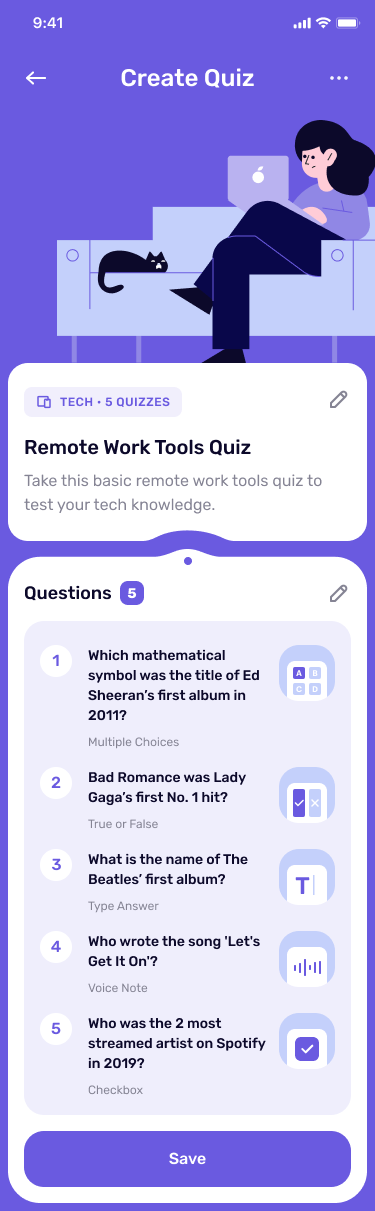 9:41
Create Quiz
TECH • 5 QUIZZES
Remote Work Tools Quiz
Take this basic remote work tools quiz to
test your tech knowledge.
Questions 5
1
Which mathematical
symbol was the title of Ed
Sheeran’s first album in
2011?
Multiple Choices
A B
C D
2
Bad Romance was Lady
Gaga’s first No. 1 hit?
True or False
3
What is the name of The
Beatles’ first album?
Type Answer
T
4
Who wrote the song 'Let's
Get It On'?
Voice Note
5
Who was the 2 most
streamed artist on Spotify
in 2019?
Checkbox
Save